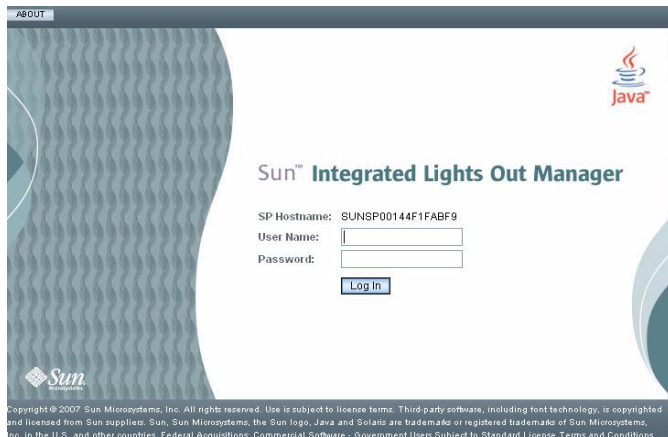 ABOUT
Java™
Sun™ Integrated Lights Out Manager
SP Hostname: SUNSP00144F1FABF9
User Name:
Password:
Log In
Sun
microsystems
Copyright © 2007 Sun Microsystems, Inc. All rights reserved. Use is subject to license terms. Third-party software, including font technology, is copyrighted
and licensed from Sun suppliers. Sun, Sun Microsystems, the Sun logo, Java and Solaris are trademarks or registered trademarks of Sun Microsystems,
Inc. in the U.S. and other countries. Federal Acquisitions: Commercial Software - Government Users Subject to Standard License Terms and Conditions.